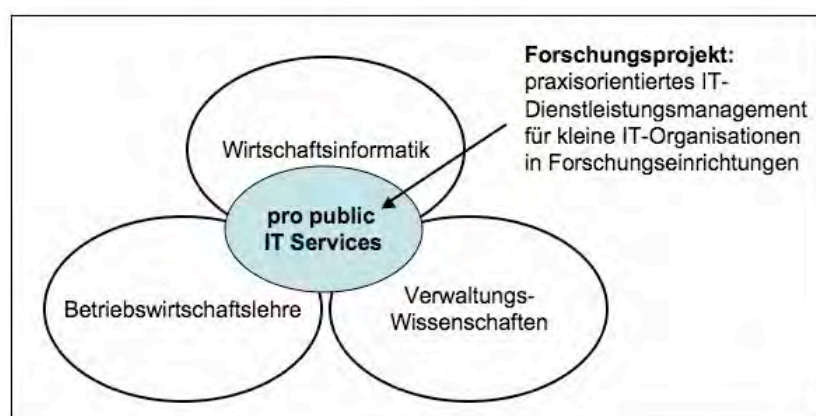 Forschungsprojekt:
praxisorientiertes IT-
Dienstleistungsmanagement
für kleine IT-Organisationen
in Forschungseinrichtungen
Wirtschaftsinformatik
pro public
IT Services
Betriebswirtschaftslehre
Verwaltungs-
Wissenschaften